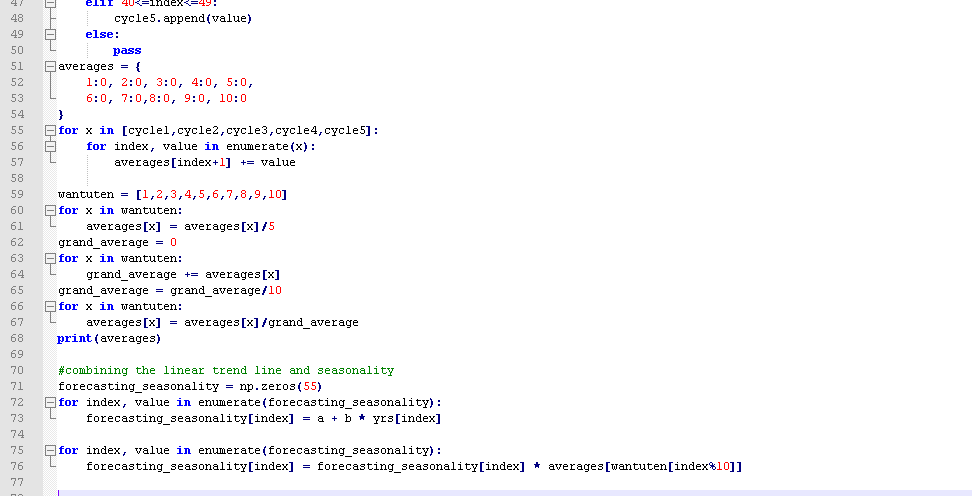 47 elif 40<=index<=49:
48 cycle5.append(value)
49 else:
50 pass
51 averages = {
52 1:0, 2:0, 3:0, 4:0, 5:0,
53 6:0, 7:0,8:0, 9:0, 10:0
54 }
55 for x in [cycle1,cycle2,cycle3,cycle4,cycle5]:
56 for index, value in enumerate(x):
57 averages[index+1] += value
58
59 wantuten = [1,2,3,4,5,6,7,8,9,10]
60 for x in wantuten:
61 averages[x] = averages[x]/5
62 grand_average = 0
63 for x in wantuten:
64 grand_average += averages[x]
65 grand_average = grand_average/10
66 for x in wantuten:
67 averages[x] = averages[x]/grand_average
68 print(averages)
69
70 #combining the linear trend line and seasonality
71 forecasting_seasonality = np.zeros(55)
72 for index, value in enumerate(forecasting_seasonality):
73 forecasting_seasonality[index] = a + b * yrs[index]
74
75 for index, value in enumerate(forecasting_seasonality):
76 forecasting_seasonality[index] = forecasting_seasonality[index] * averages[wantuten[index%10]]
77